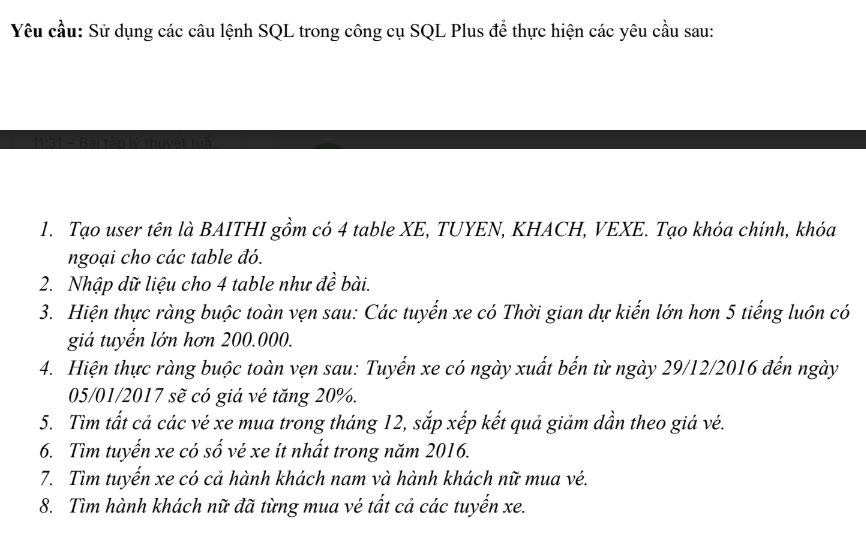 Yêu cầu: Sử dụng các câu lệnh SQL trong công cụ SQL Plus để thực hiện các yêu cầu sau:
11:31 - Bài tập lý thuyết tuầ
1. Tạo user tên là BAITHI gồm có 4 table XE, TUYEN, KHACH, VEXE. Tạo khóa chính, khóa
ngoại cho các table đó.
2. Nhập dữ liệu cho 4 table như đề bài.
3. Hiện thực ràng buộc toàn vẹn sau: Các tuyến xe có Thời gian dự kiến lớn hơn 5 tiếng luôn có
giá tuyến lớn hơn 200.000.
4. Hiện thực ràng buộc toàn vẹn sau: Tuyến xe có ngày xuất bến từ ngày 29/12/2016 đến ngày
05/01/2017 sẽ có giá vé tăng 20%.
5. Tìm tất cả các vé xe mua trong tháng 12, sắp xếp kết quả giảm dần theo giá vé.
6. Tìm tuyến xe có số vé xe ít nhất trong năm 2016.
7. Tìm tuyến xe có cả hành khách nam và hành khách nữ mua vé.
8. Tìm hành khách nữ đã từng mua vé tất cả các tuyến xe.